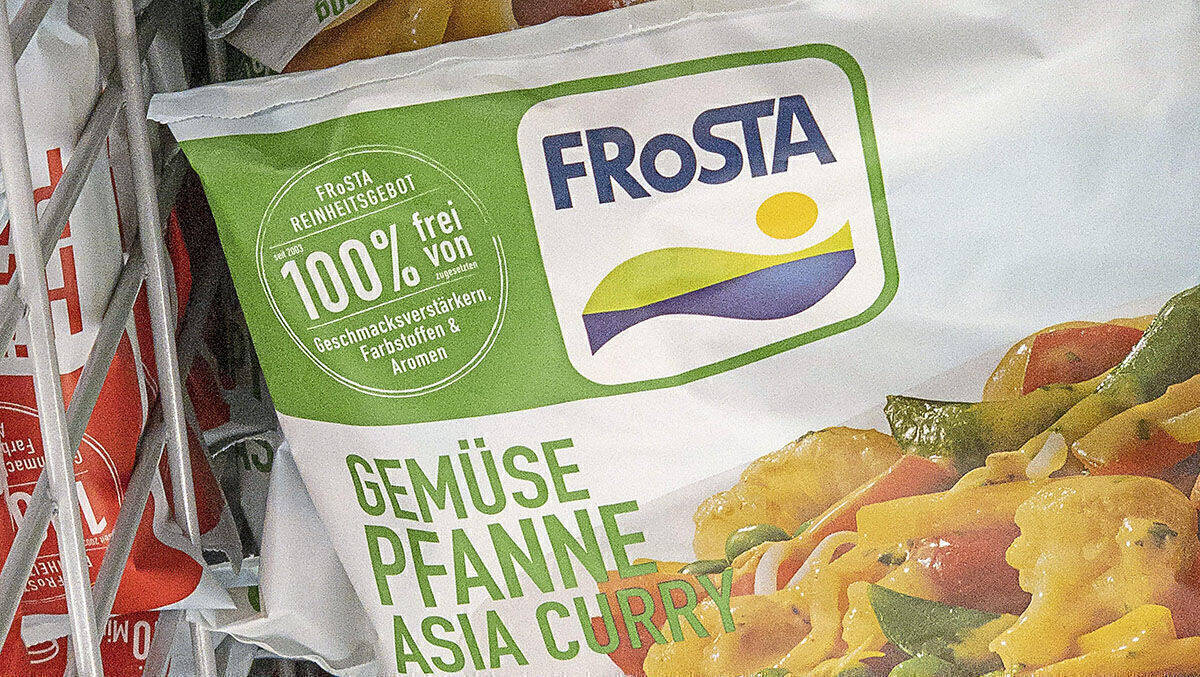 FRoSTA
REINHEITSGEBOT
seit 2003
100% frei
von
zugesetzten
Geschmacksverstärkern,
Farbstoffen &
Aromen
FRoSTA
GEMÜSE
PFANNE
ASIA CURRY